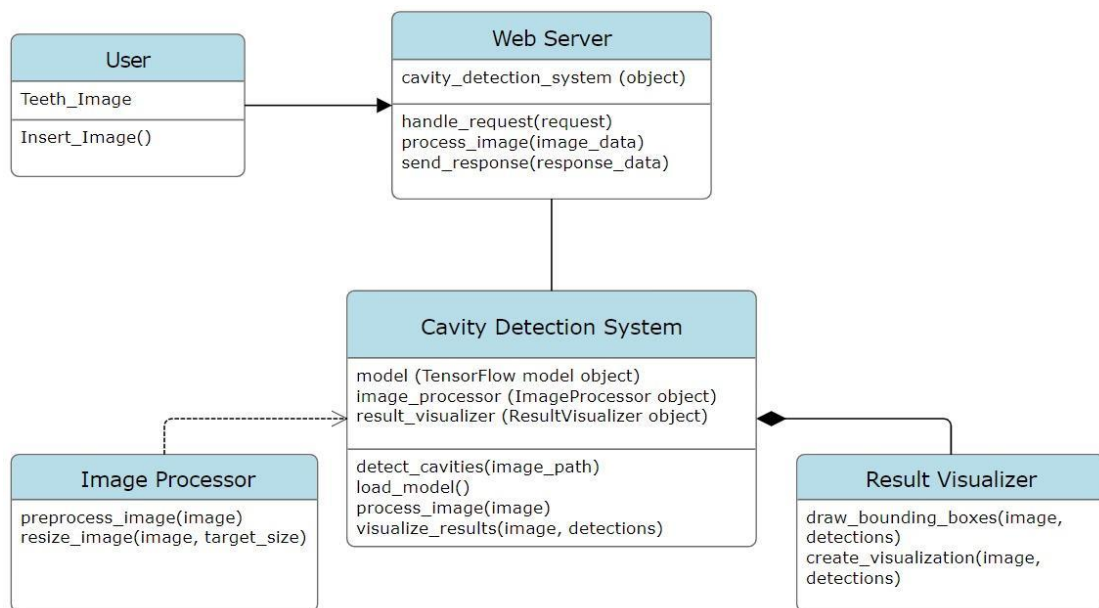 User
Teeth_Image
Insert_Image()
Web Server
cavity_detection_system (object)
handle_request(request)
process_image(image_data)
send_response(response_data)
Cavity Detection System
model (TensorFlow model object)
image_processor (ImageProcessor object)
result_visualizer (ResultVisualizer object)
detect_cavities(image_path)
load_model()
process_image(image)
visualize_results(image, detections)
Image Processor
preprocess_image(image)
resize_image(image, target_size)
Result Visualizer
draw_bounding_boxes(image,
detections)
create_visualization(image,
detections)